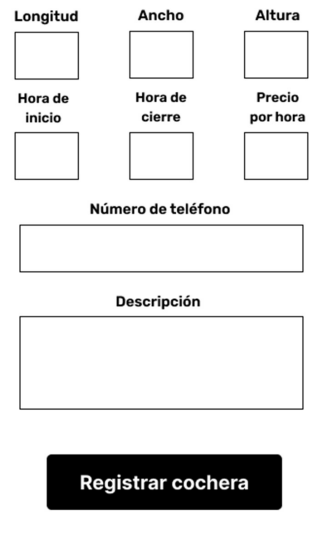 Longitud Ancho Altura
Hora de Hora de Precio
inicio cierre por hora
Número de teléfono
Descripción
Registrar cochera